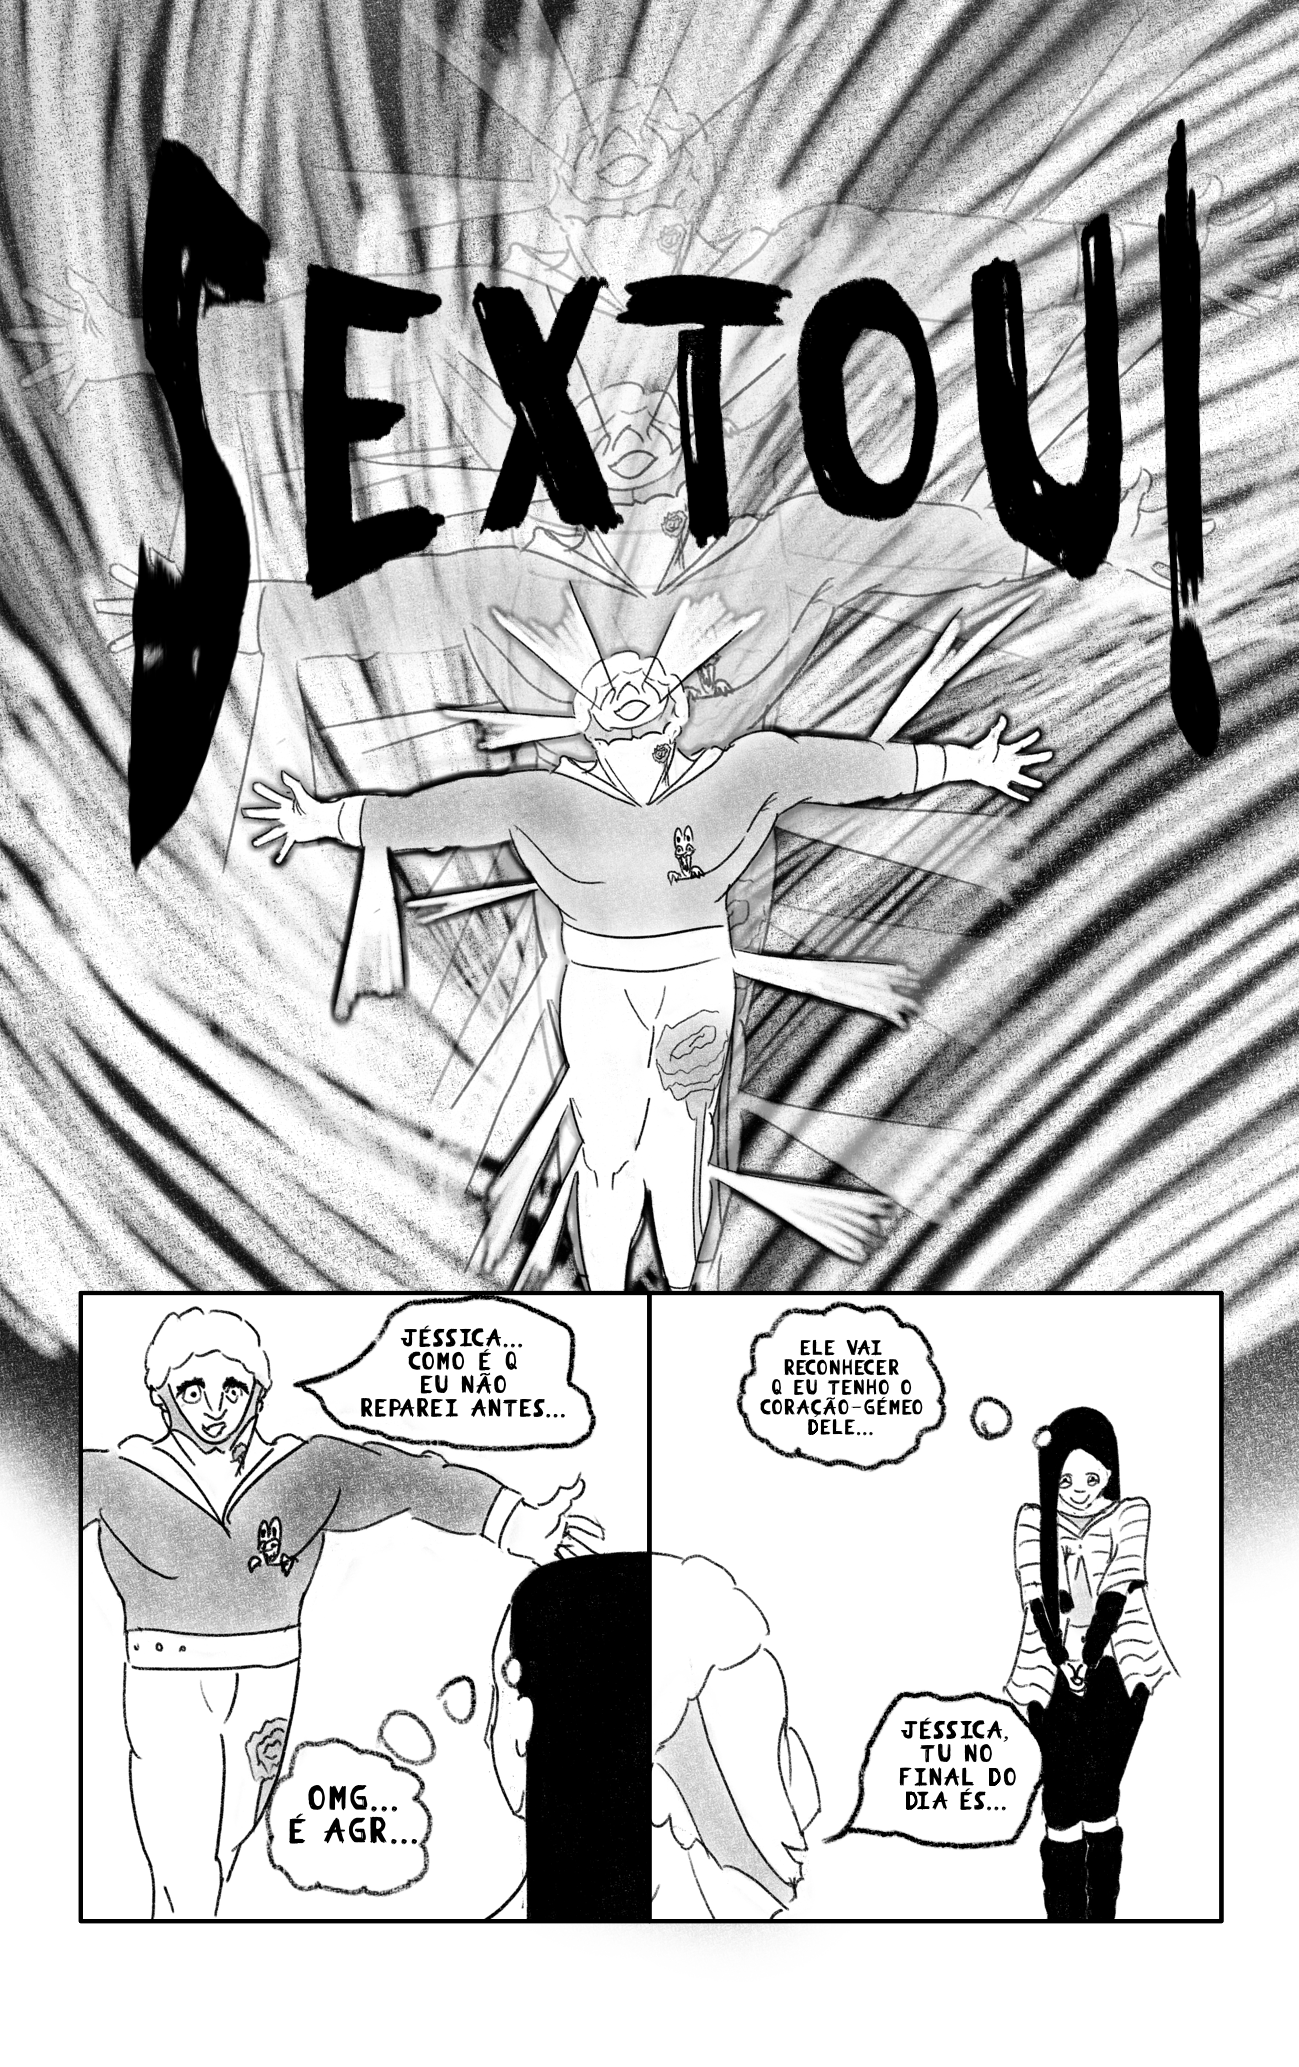 SEXTOU!
JÉSSICA...
COMO É Q
EU NÃO
REPAREI ANTES...
OMG...
É AGR...
ELE VAI
RECONHECER
Q EU TENHO O
CORAÇÃO-GÉMEO
DELE...
JÉSSICA,
TU NO
FINAL DO
DIA ÉS...